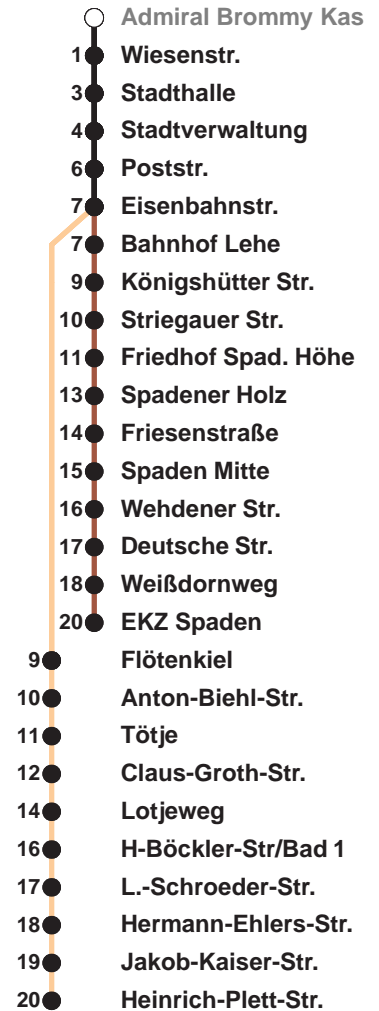 Admiral Brommy Kas
1 Wiesenstr.
3 Stadthalle
4 Stadtverwaltung
6 Poststr.
7 Eisenbahnstr.
7 Bahnhof Lehe
9 Königshütter Str.
10 Striegauer Str.
11 Friedhof Spad. Höhe
13 Spadener Holz
14 Friesenstraße
15 Spaden Mitte
16 Wehdener Str.
17 Deutsche Str.
18 Weißdornweg
20 EKZ Spaden
9 Flötenkiel
10 Anton-Biehl-Str.
11 Tötje
12 Claus-Groth-Str.
14 Lotjeweg
16 H-Böckler-Str/Bad 1
17 L.-Schroeder-Str.
18 Hermann-Ehlers-Str.
19 Jakob-Kaiser-Str.
20 Heinrich-Plett-Str.